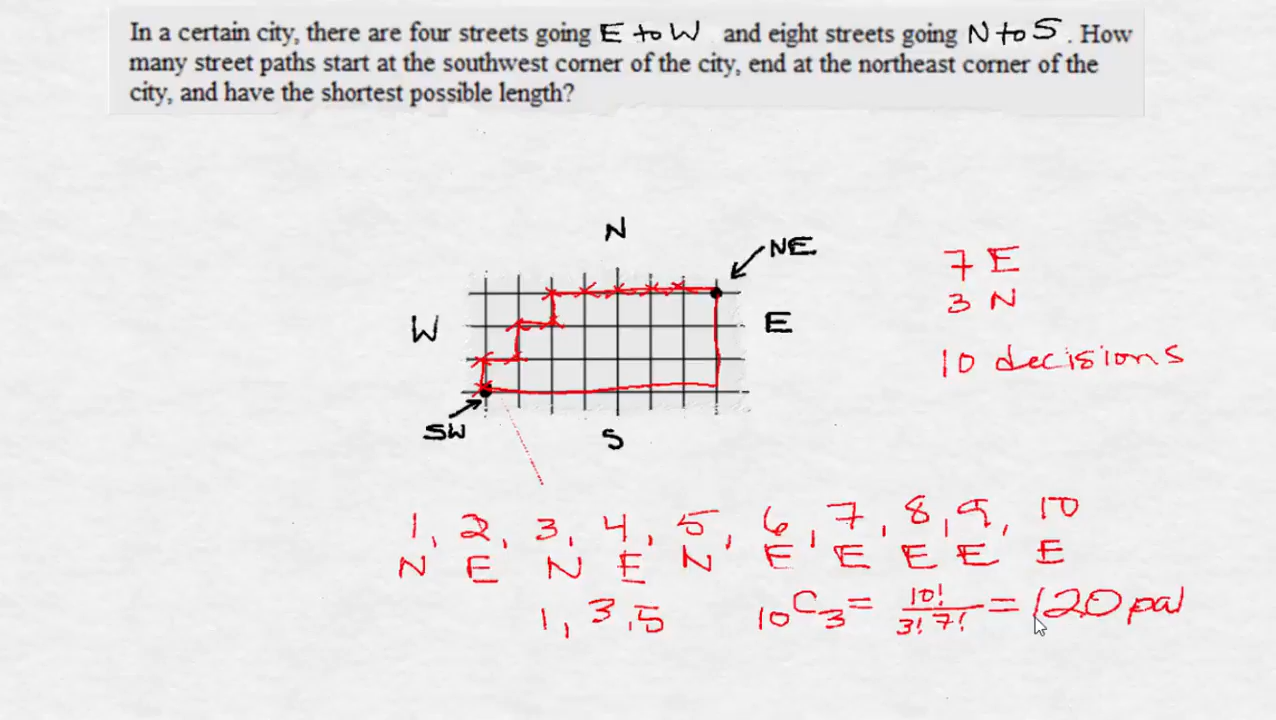 In a certain city, there are four streets going E to W and eight streets going N to S. How
many street paths start at the southwest corner of the city, end at the northeast corner of the
city, and have the shortest possible length?
N
NE
7 E
3 N
W
E
10 decisions
SW
S
1, 2, 3, 4, 5, 6, 7, 8, 9, 10
N E N E N E E E E E
1, 3, 5 10C3 = 10!/3! 7! = 120 pat